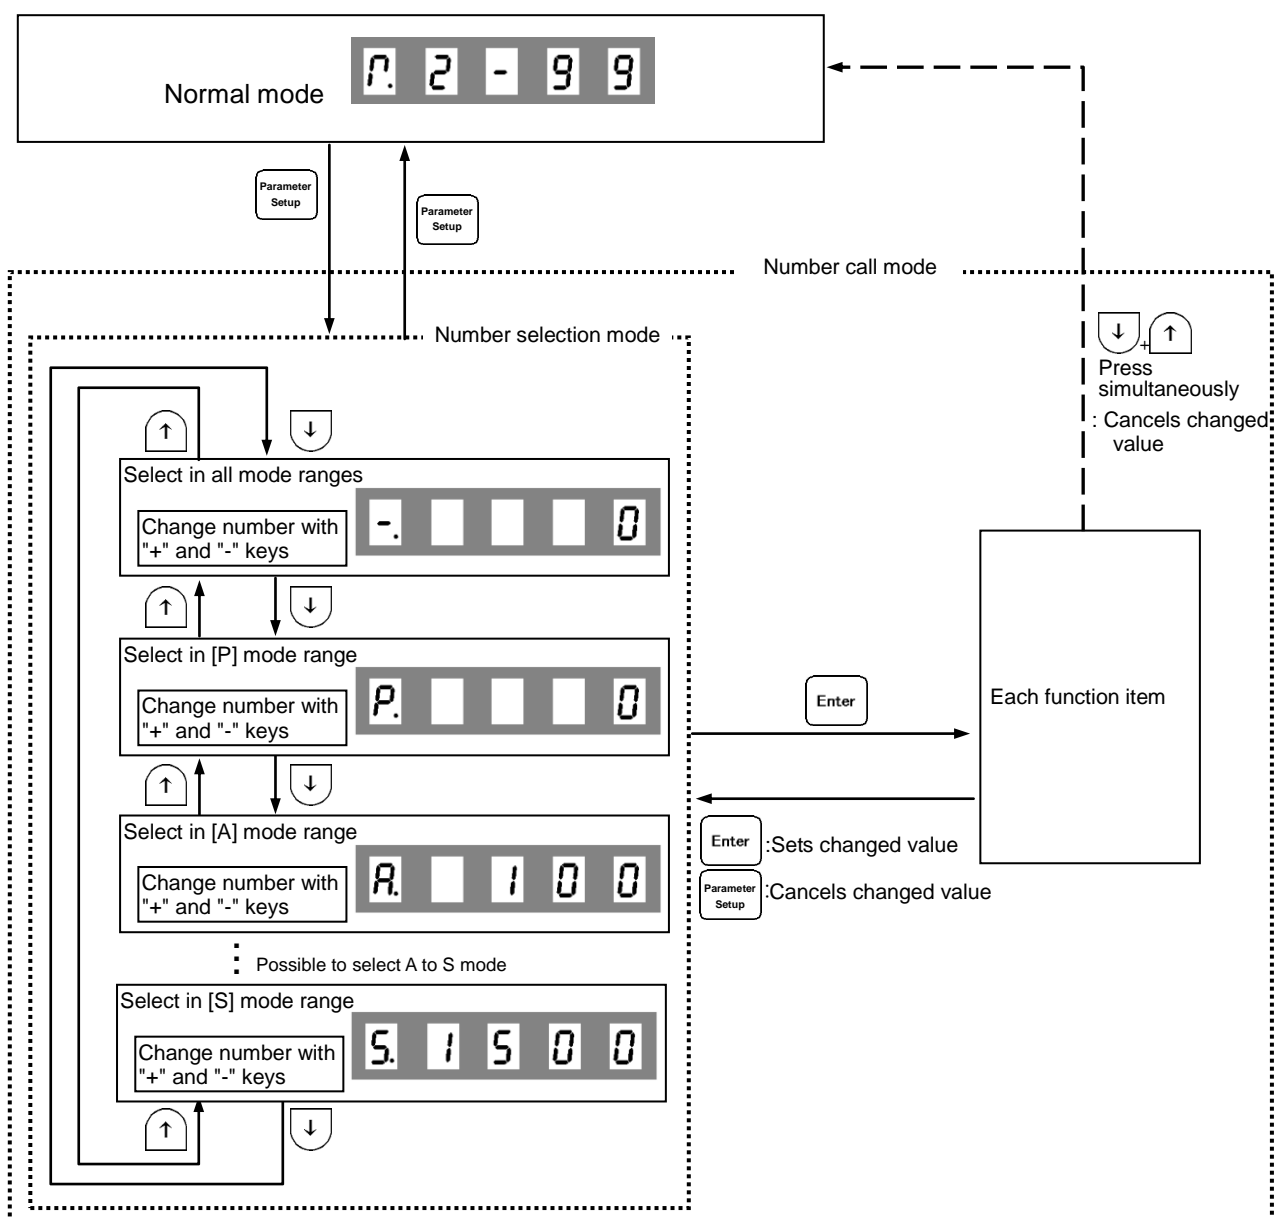 Normal mode
Γ. 2 - 9 9
Parameter
Setup
Parameter
Setup
Number call mode
Number selection mode
↓ + ↑
Press
simultaneously
: Cancels changed
value
↑ ↓
Select in all mode ranges
Change number with
"+" and "-" keys
-. 0
↑ ↓
Select in [P] mode range
Change number with
"+" and "-" keys
P. 0
Enter
Each function item
↑ ↓
Select in [A] mode range
Change number with
"+" and "-" keys
A. 1 0 0
Enter :Sets changed value
Parameter
Setup
:Cancels changed value
Possible to select A to S mode
Select in [S] mode range
Change number with
"+" and "-" keys
S. 1 5 0 0
↑ ↓